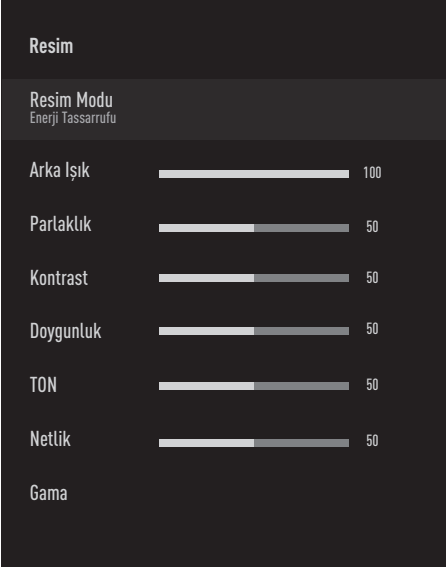 Resim
Resim Modu
Enerji Tassarrufu
Arka Işık 100
Parlaklık 50
Kontrast 50
Doygunluk 50
TON 50
Netlik 50
Gama